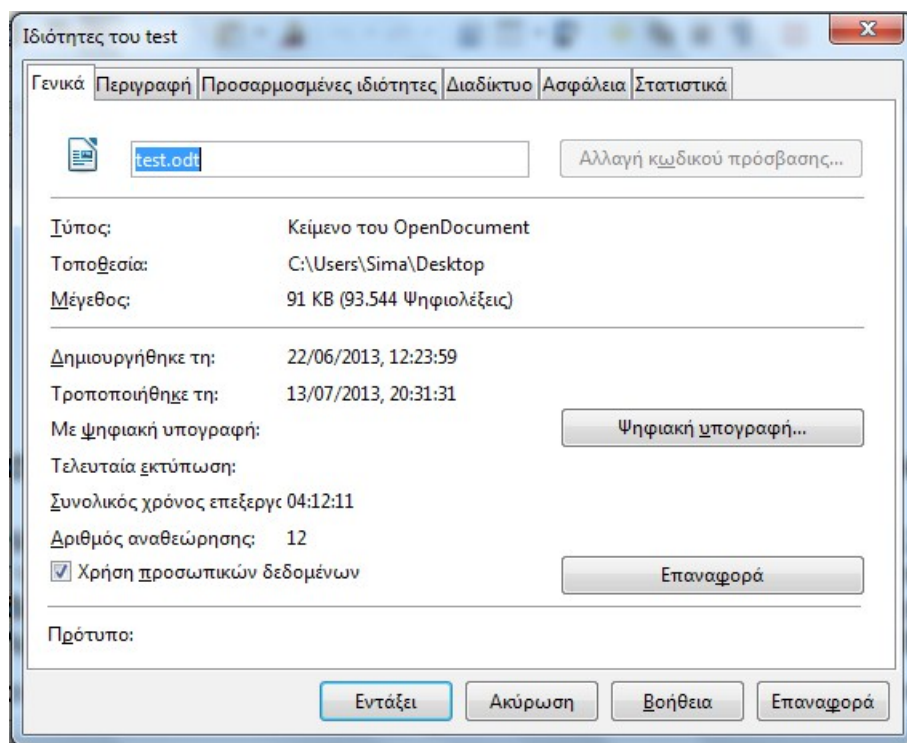 Ιδιότητες του test
Γενικά Περιγραφή Προσαρμοσμένες ιδιότητες Διαδίκτυο Ασφάλεια Στατιστικά
test.odt Αλλαγή κωδικού πρόσβασης...
Τύπος: Κείμενο του OpenDocument
Τοποθεσία: C:\Users\Sima\Desktop
Μέγεθος: 91 KB (93.544 Ψηφιολέξεις)
Δημιουργήθηκε τη: 22/06/2013, 12:23:59
Τροποποιήθηκε τη: 13/07/2013, 20:31:31
Με ψηφιακή υπογραφή: Ψηφιακή υπογραφή...
Τελευταία εκτύπωση:
Συνολικός χρόνος επεξεργα 04:12:11
Αριθμός αναθεώρησης: 12
Χρήση προσωπικών δεδομένων Επαναφορά
Πρότυπο:
Εντάξει Ακύρωση Βοήθεια Επαναφορά